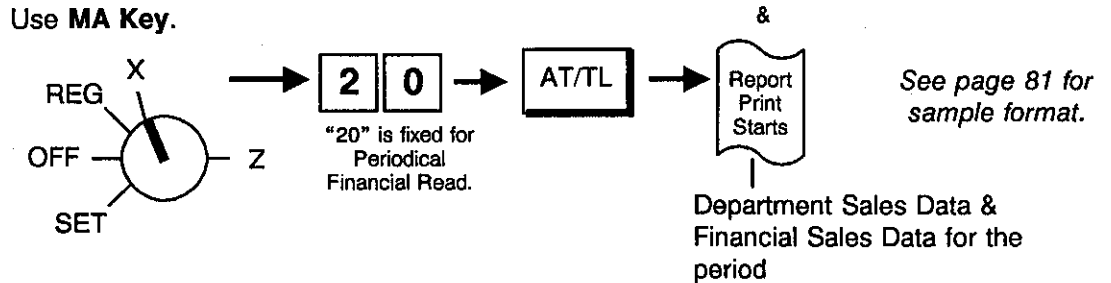 Use MA Key.
&
X
REG
OFF
Z
SET
2 0
"20" is fixed for
Periodical
Financial Read.
AT/TL
Report
Print
Starts
See page 81 for
sample format.
Department Sales Data &
Financial Sales Data for the
period